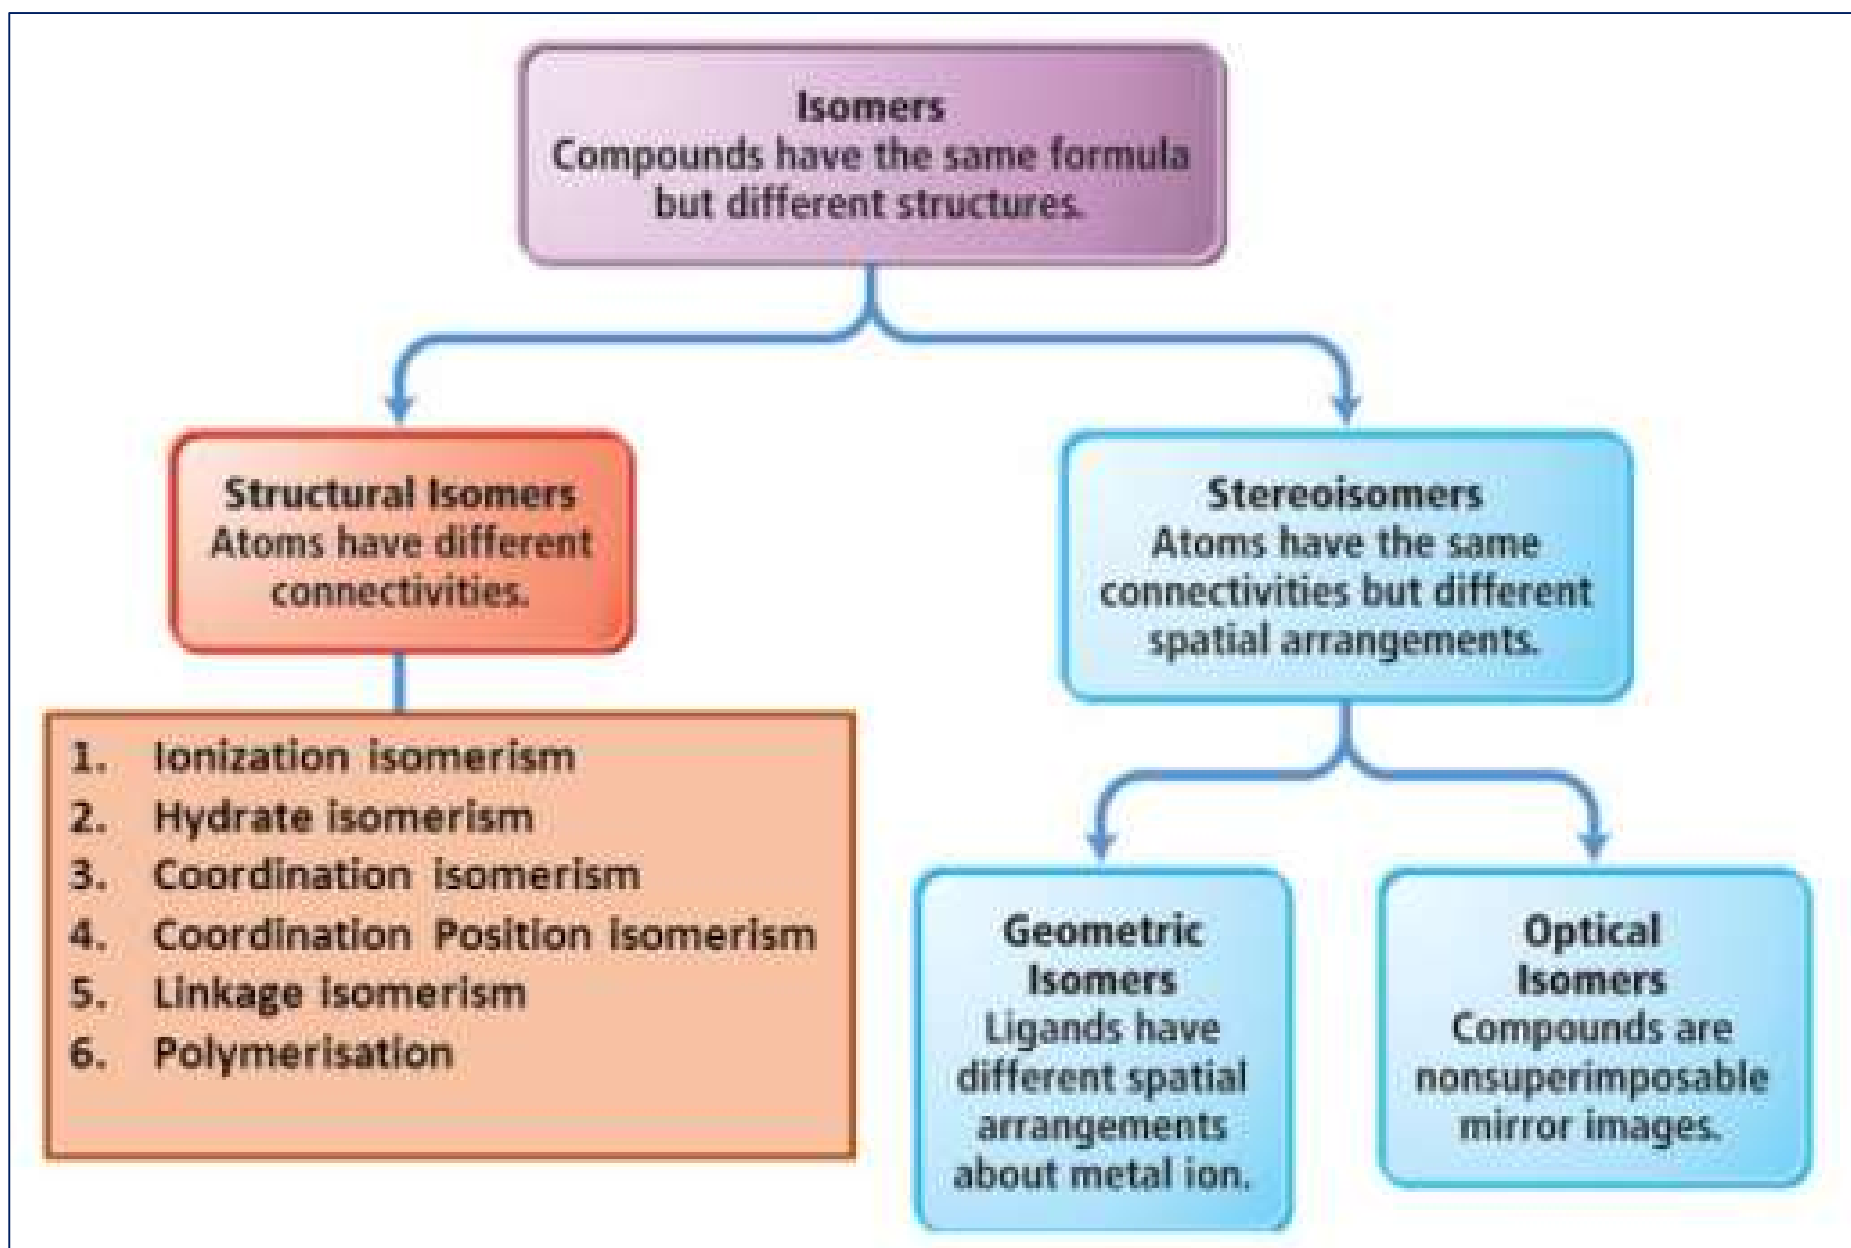 Isomers
Compounds have the same formula
but different structures.
Structural Isomers
Atoms have different
connectivities.
1. Ionization isomerism
2. Hydrate isomerism
3. Coordination isomerism
4. Coordination Position isomerism
5. Linkage isomerism
6. Polymerisation
Stereoisomers
Atoms have the same
connectivities but different
spatial arrangements.
Geometric
Isomers
Ligands have
different spatial
arrangements
about metal ion.
Optical
Isomers
Compounds are
nonsuperimposable
mirror images.